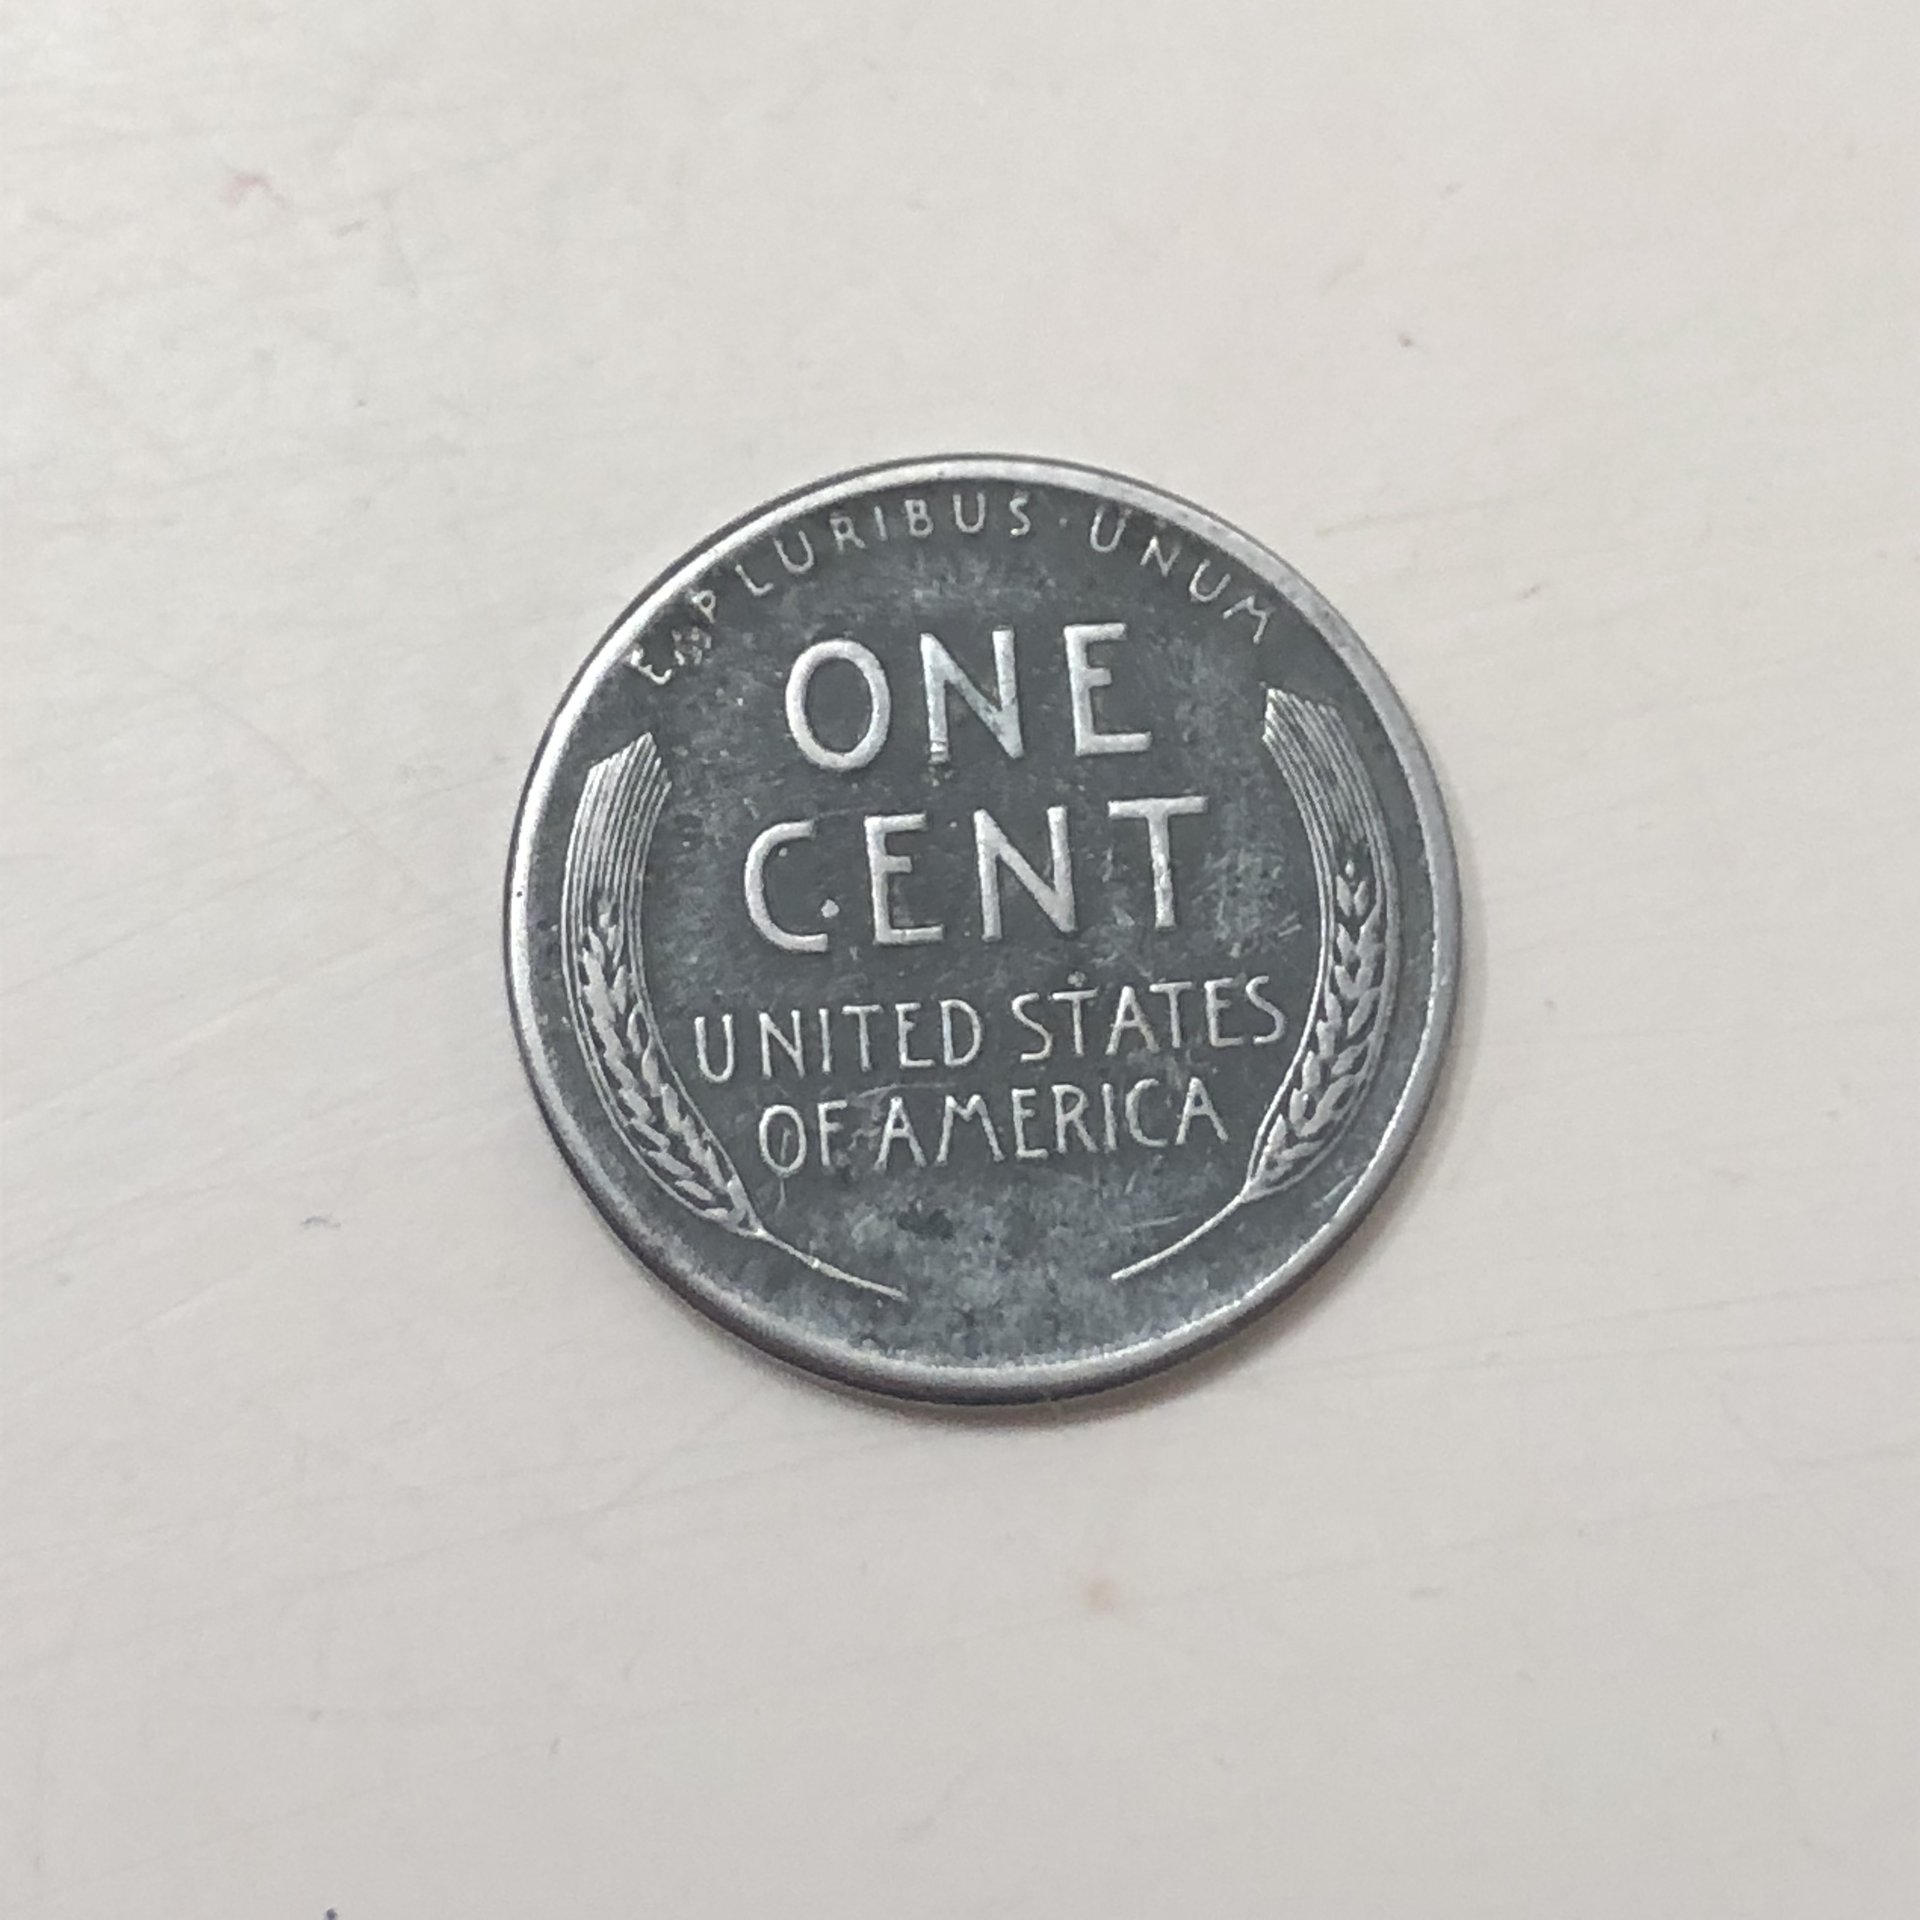 E·PLURIBUS·UNUM
ONE
CENT
UNITED STATES
OF AMERICA